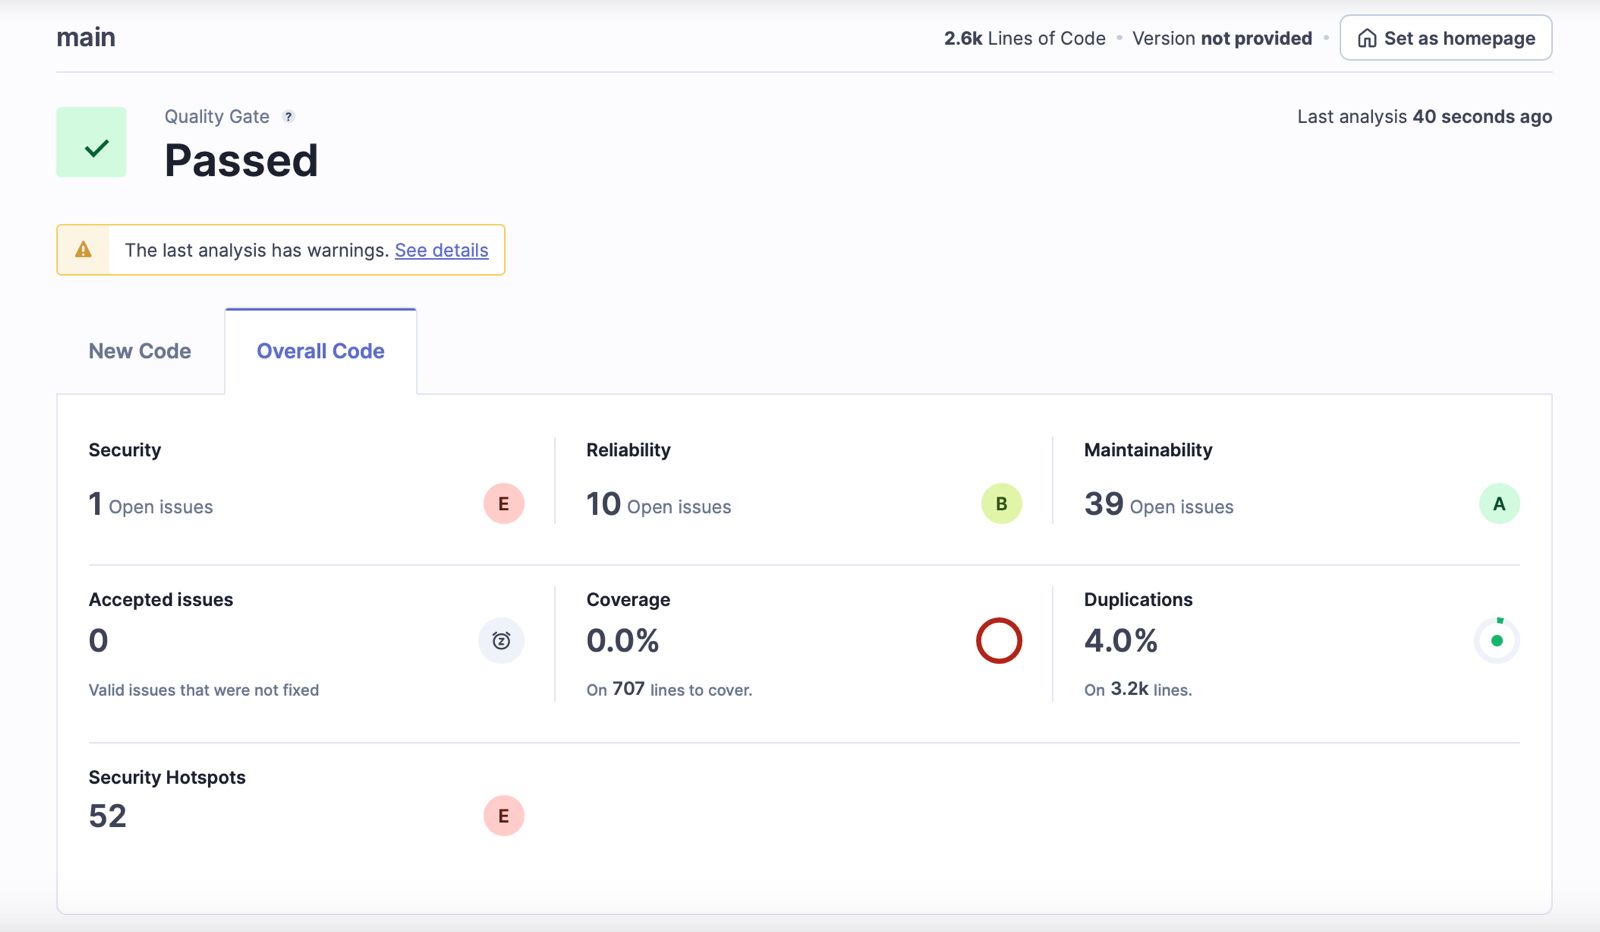 main
2.6k Lines of Code • Version not provided • Set as homepage
Quality Gate ?
Last analysis 40 seconds ago
Passed
The last analysis has warnings. See details
New Code
Overall Code
Security
1 Open issues
E
Reliability
10 Open issues
B
Maintainability
39 Open issues
A
Accepted issues
0
Valid issues that were not fixed
Coverage
0.0%
On 707 lines to cover.
Duplications
4.0%
On 3.2k lines.
Security Hotspots
52
E